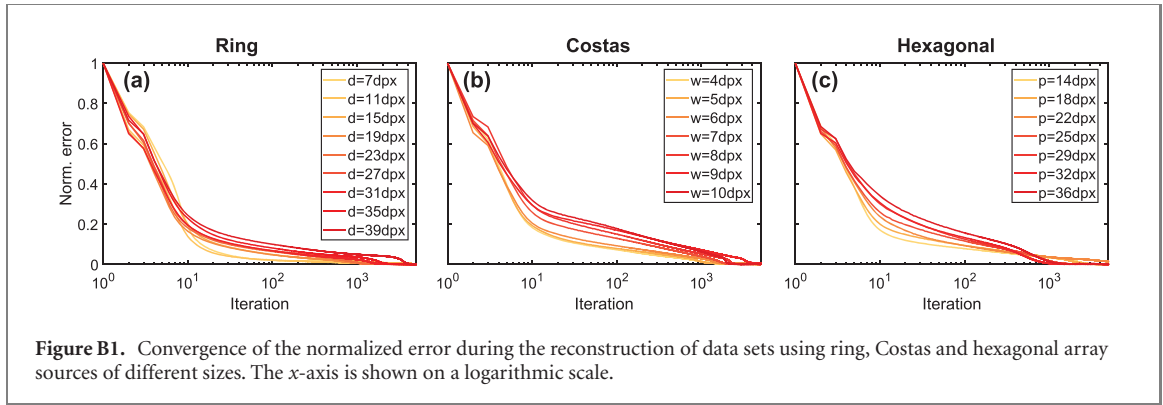 Ring
Costas
Hexagonal
Norm. error
1
0.8
0.6
0.4
0.2
0
(a)
d=7dpx
d=11dpx
d=15dpx
d=19dpx
d=23dpx
d=27dpx
d=31dpx
d=35dpx
d=39dpx
10^0
10^1
10^2
10^3
Iteration
(b)
w=4dpx
w=5dpx
w=6dpx
w=7dpx
w=8dpx
w=9dpx
w=10dpx
10^0
10^1
10^2
10^3
Iteration
(c)
p=14dpx
p=18dpx
p=22dpx
p=25dpx
p=29dpx
p=32dpx
p=36dpx
10^0
10^1
10^2
10^3
Iteration
Figure B1. Convergence of the normalized error during the reconstruction of data sets using ring, Costas and hexagonal array
sources of different sizes. The x-axis is shown on a logarithmic scale.